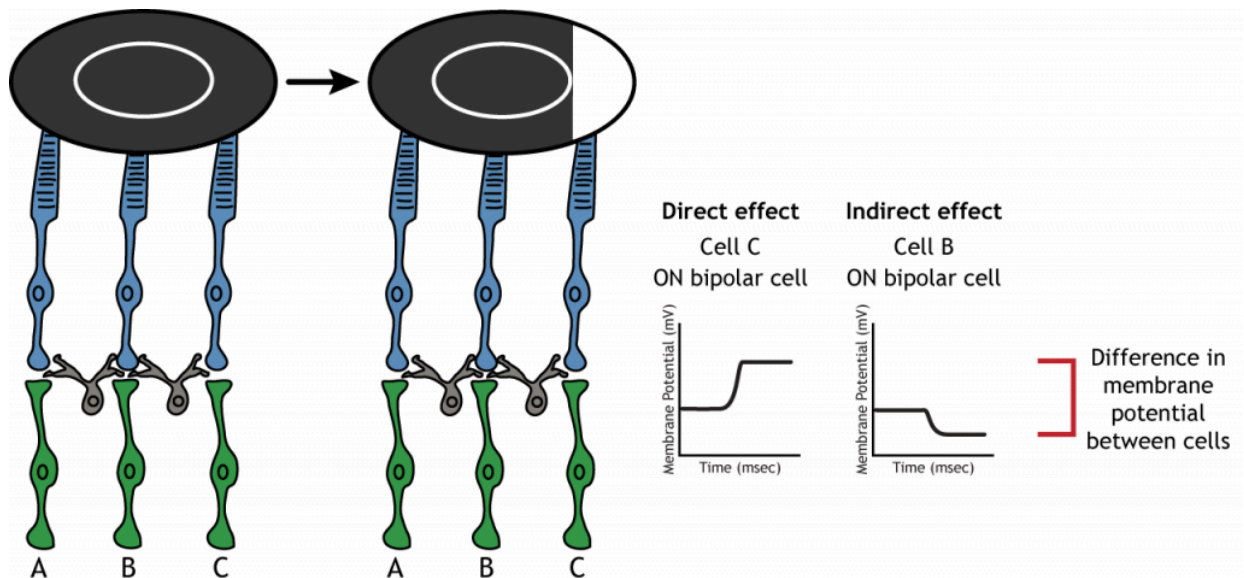 Direct effect
Cell C
ON bipolar cell
Indirect effect
Cell B
ON bipolar cell
Membrane Potential (mV)
Time (msec)
Membrane Potential (mV)
Time (msec)
Difference in
membrane
potential
between cells
A
B
C
A
B
C